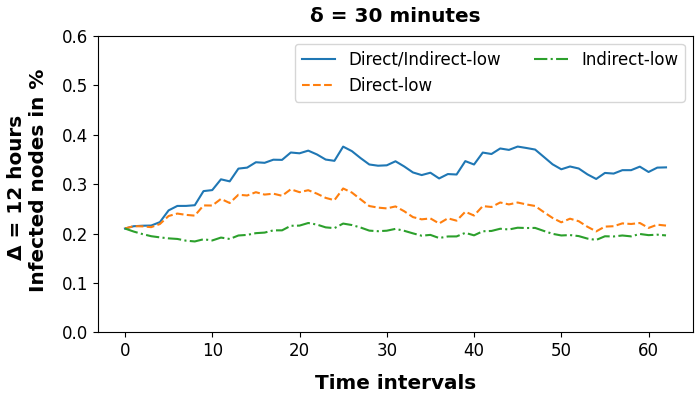 δ = 30 minutes
Δ = 12 hours
Infected nodes in %
0.6
0.5
0.4
0.3
0.2
0.1
0.0
Direct/Indirect-low
Direct-low
Indirect-low
0 10 20 30 40 50 60
Time intervals